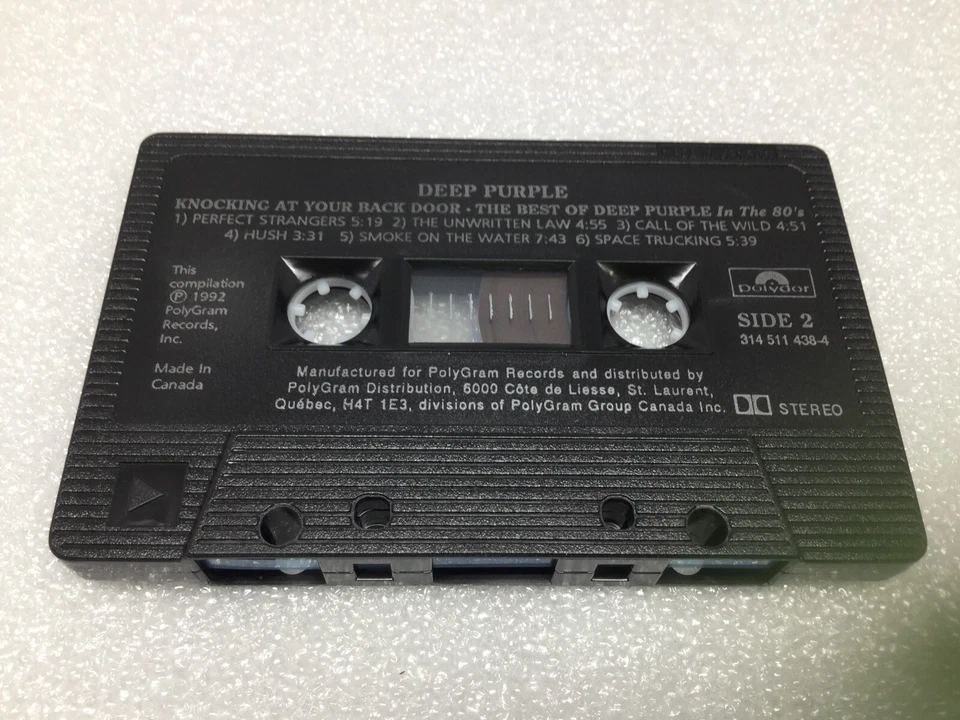 DEEP PURPLE
KNOCKING AT YOUR BACK DOOR · THE BEST OF DEEP PURPLE In The 80's
1) PERFECT STRANGERS 5:19 2) THE UNWRITTEN LAW 4:55 3) CALL OF THE WILD 4:51
4) HUSH 3:31 5) SMOKE ON THE WATER 7:43 6) SPACE TRUCKING 5:39
This
compilation
℗ 1992
PolyGram
Records,
Inc.
Made In
Canada
polydor
SIDE 2
314 511 438-4
Manufactured for PolyGram Records and distributed by
PolyGram Distribution, 6000 Côte de Liesse, St. Laurent,
Québec, H4T 1E3, divisions of PolyGram Group Canada Inc.
STEREO